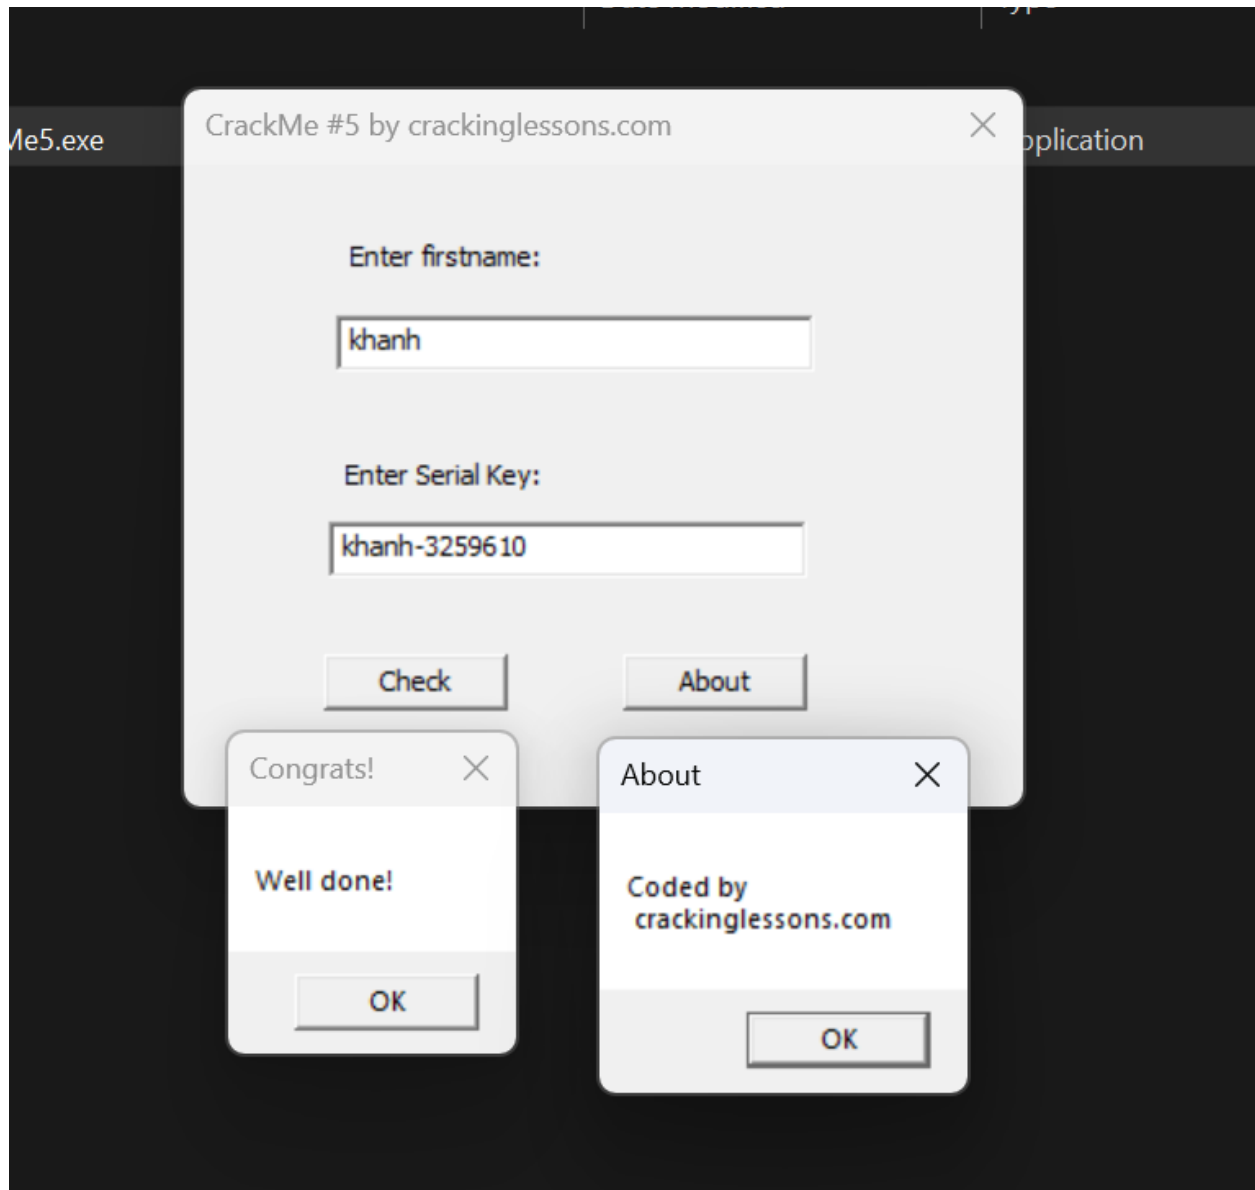 Me5.exe
CrackMe #5 by crackinglessons.com
Enter firstname:
khanh
Enter Serial Key:
khanh-3259610
Check
About
Congrats!
Well done!
OK
About
Coded by
crackinglessons.com
OK